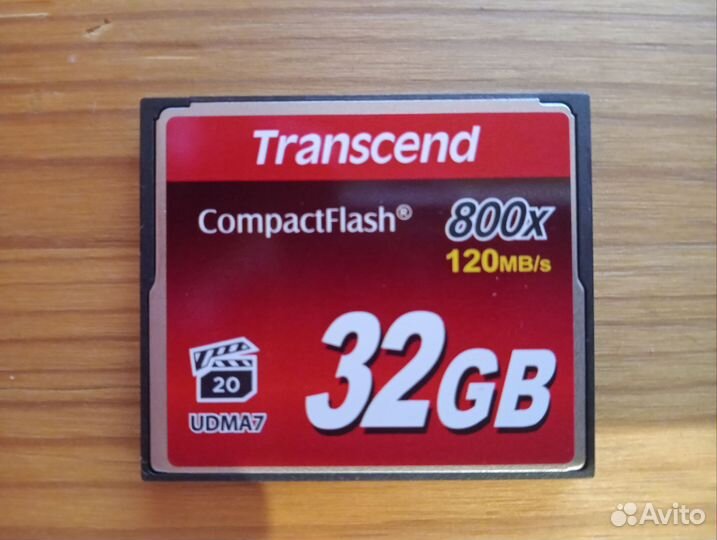 Transcend
CompactFlash® 800x
120MB/s
20
UDMA7
32GB
Avito